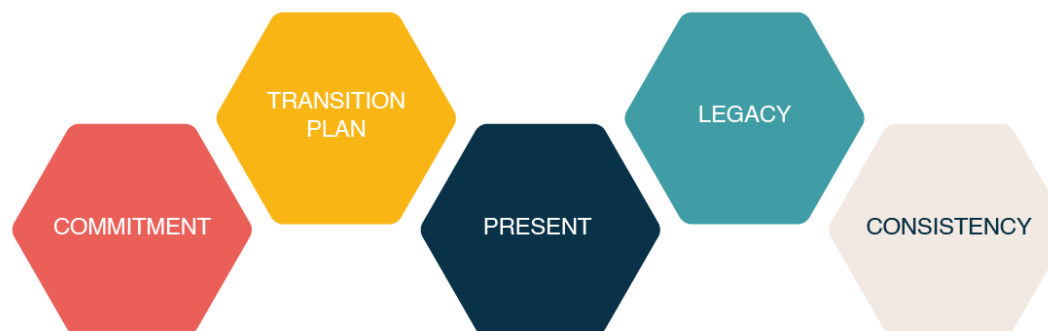 COMMITMENT
TRANSITION
PLAN
PRESENT
LEGACY
CONSISTENCY